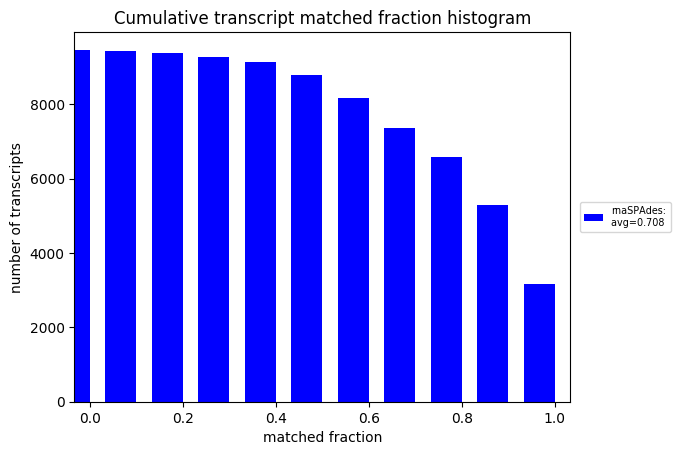 Cumulative transcript matched fraction histogram
number of transcripts
8000
6000
4000
2000
0
0.0 0.2 0.4 0.6 0.8 1.0
matched fraction
rnaSPAdes:
avg=0.708